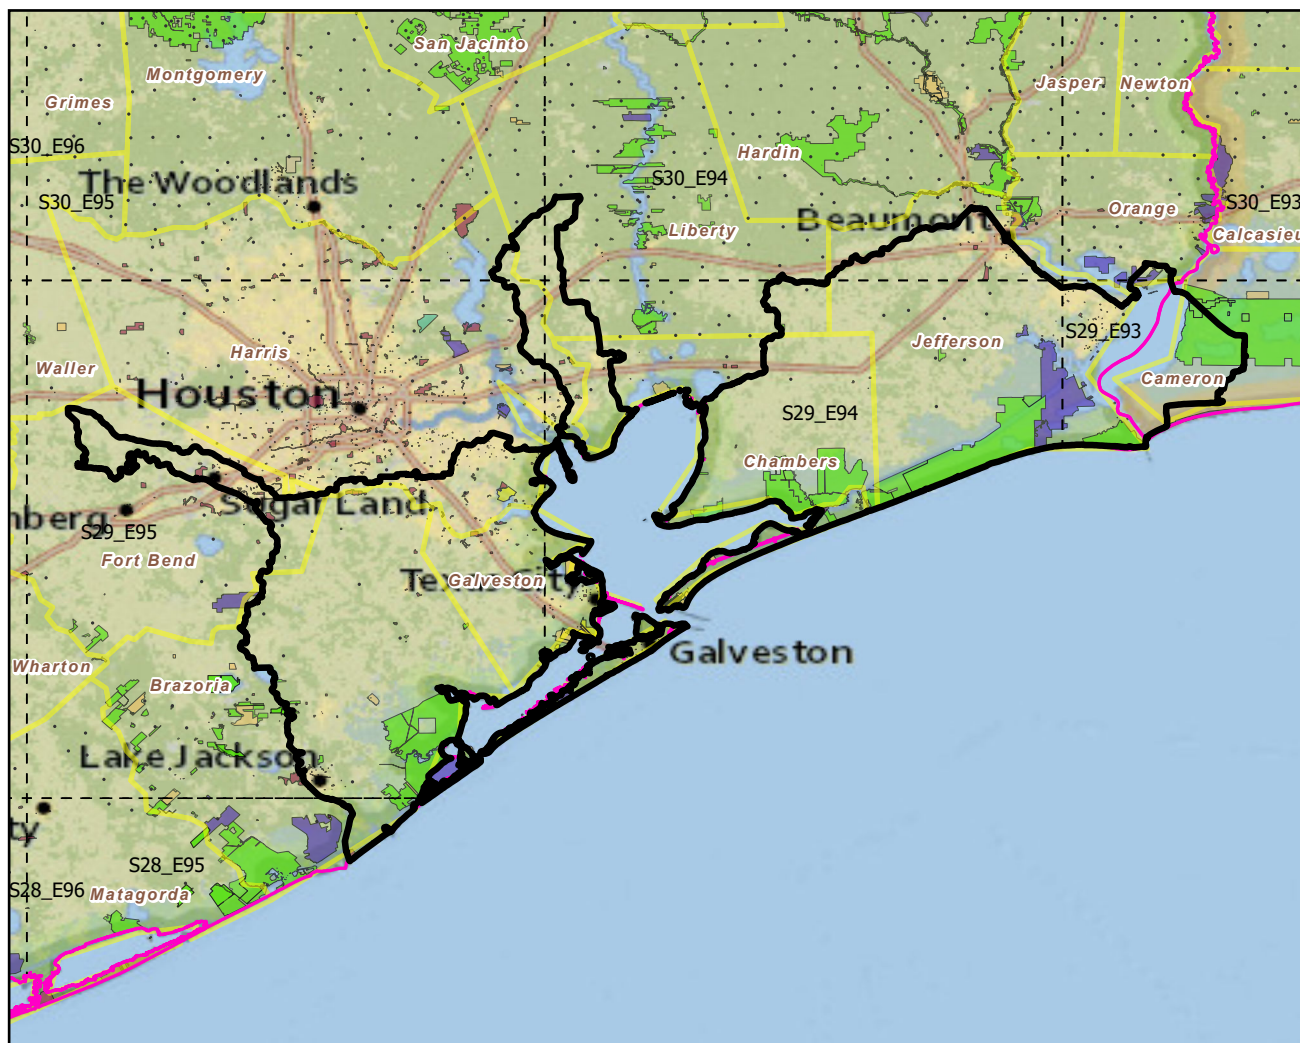 San Jacinto
Montgomery
Jasper
Newton
Grimes
S30_E96
Hardin
The Woodlands
S30_E94
S30_E95
S30_E93
Orange
Beaumont
Liberty
Calcasieu
S29_E93
Harris
Jefferson
Waller
Cameron
Houston
S29_E94
Chambers
Sugar Land
nberg
S29_E95
Fort Bend
Texas City
Galveston
Galveston
Wharton
Brazoria
Lake Jackson
ty
S28_E95
S28_E96
Matagorda